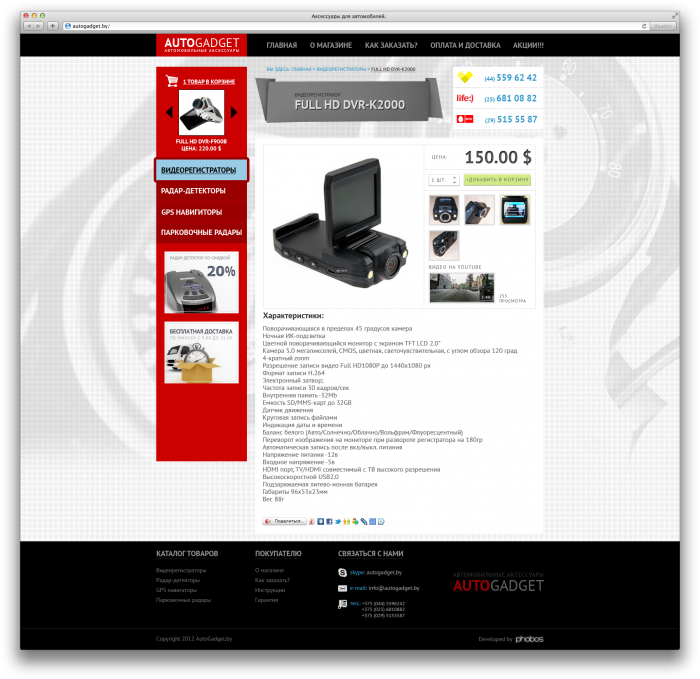 Аксессуары для автомобилей.
autogadget.by/
AUTOGADGET
АВТОМОБИЛЬНЫЕ АКСЕССУАРЫ
ГЛАВНАЯ О МАГАЗИНЕ КАК ЗАКАЗАТЬ? ОПЛАТА И ДОСТАВКА АКЦИИ!!!
1 ТОВАР В КОРЗИНЕ
FULL HD DVR-F900B
ЦЕНА: 220.00 $
ВИДЕОРЕГИСТРАТОРЫ
РАДАР-ДЕТЕКТОРЫ
GPS НАВИГИТОРЫ
ПАРКОВОЧНЫЕ РАДАРЫ
РАДАР-ДЕТЕКТОР СО СКИДКОЙ
20%
БЕСПЛАТНАЯ ДОСТАВКА
ВЫ ЗДЕСЬ: ГЛАВНАЯ > ВИДЕОРЕГИСТРАТОРЫ > FULL HD DVR-K2000
ВИДЕОРЕГИСТРАТОР
FULL HD DVR-K2000
(44) 559 62 42
life:) (25) 681 08 82
(29) 515 55 87
ЦЕНА: 150.00 $
1 ШТ. +ДОБАВИТЬ В КОРЗИНУ
ВИДЕО НА YOUTUBE
5:46
255
ПРОСМОТРА
Характеристики:
Поворачивающаяся в пределах 45 градусов камера
Ночная ИК-подсветка
Цветной поворачивающийся монитор с экраном TFT LCD 2.0"
Камера 5.0 мегапикселей, CMOS, цветная, светочувствительная, с углом обзора 120 град
4-кратный zoom
Разрешение записи видео Full HD1080P до 1440x1080 px
Формат записи H.264
Электронный затвор;
Частота записи 30 кадров/сек
Внутренняя память -32Mb
Емкость SD/MMS-карт до 32GB
Датчик движения
Круговая запись файлами
Индикация даты и времени
Баланс белого (Авто/Солнечно/Облачно/Вольфрам/Флуоресцентный)
Переворот изображения на мониторе при развороте регистратора на 180гр
Автоматическая запись после вкл/выкл. питания
Напряжение питания -12в
Входное напряжение -5в
HDMI порт, TV/HDMI совместимый с ТВ высокого разрешения
Высокоскоростной USB2.0
Подзаряжаемая литево-ионная батарея
Габариты 96x53x23мм
Вес 88г
Поделиться...
КАТАЛОГ ТОВАРОВ
Видеорегистраторы
Радар-детекторы
GPS навигаторы
Парковочные радары
ПОКУПАТЕЛЮ
О магазине
Как заказать?
Инструкции
Гарантия
СВЯЗАТЬСЯ С НАМИ
skype: autogadget.by
e-mail: info@autogadget.by
ТЕЛ.: +375 (044) 5596242
+375 (025) 6810882
+375 (029) 5155587
АВТОМОБИЛЬНЫЕ АКСЕССУАРЫ
AUTOGADGET
Copyright 2012 AutoGadget.by
Developed by phobos